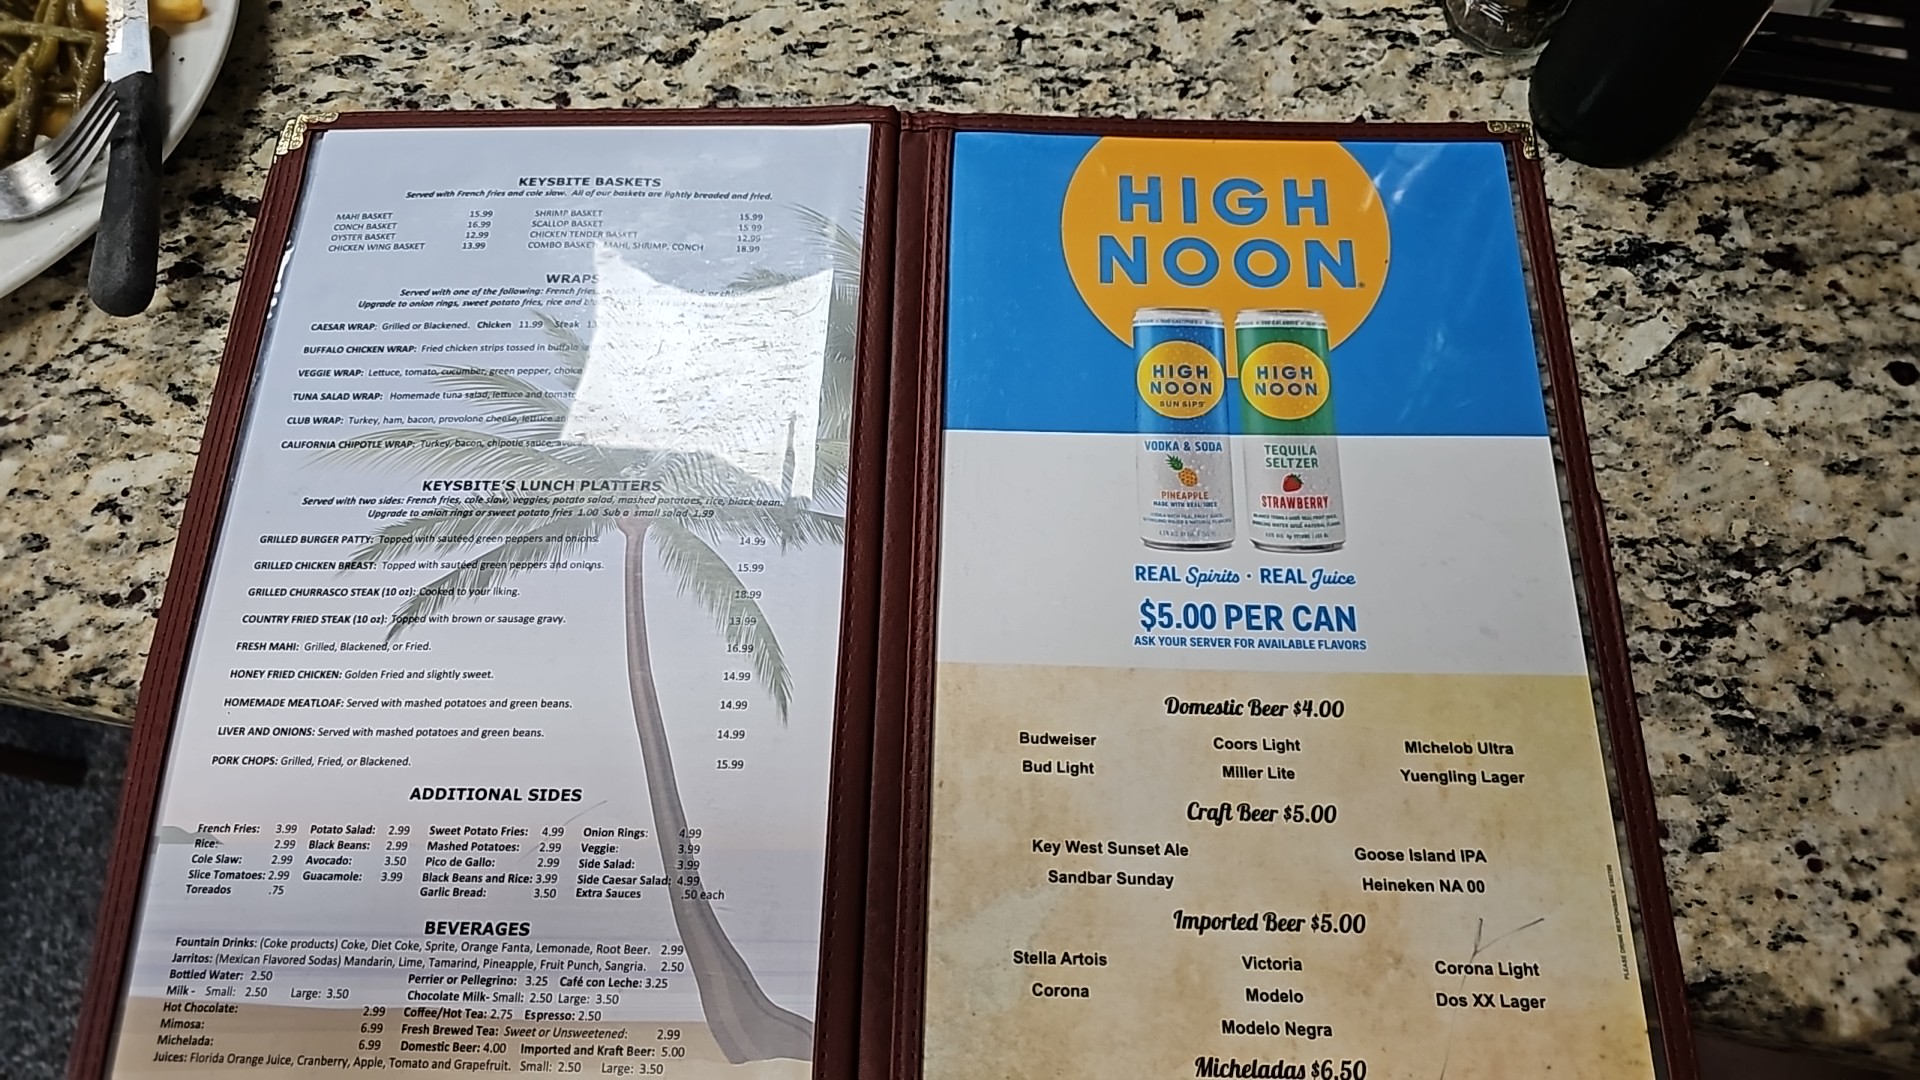 KEYSBITE BASKETS
Served with French fries and cole slaw. All of our baskets are lightly breaded and fried.
MAHI BASKET 15.99 SHRIMP BASKET 15.99
CONCH BASKET 16.99 SCALLOP BASKET 15.99
OYSTER BASKET 12.99 CHICKEN TENDER BASKET 12.99
CHICKEN WING BASKET 13.99 COMBO BASKET MAHI, SHRIMP, CONCH 18.99
WRAPS
Served with one of the following: French fries,
Upgrade to onion rings, sweet potato fries, rice and
CAESAR WRAP: Grilled or Blackened. Chicken 11.99 Steak
BUFFALO CHICKEN WRAP: Fried chicken strips tossed in buffalo
VEGGIE WRAP: Lettuce, tomato, cucumber, green pepper, choice
TUNA SALAD WRAP: Homemade tuna salad, lettuce and tomato
CLUB WRAP: Turkey, ham, bacon, provolone cheese, lettuce
CALIFORNIA CHIPOTLE WRAP: Turkey, bacon, chipotle sauce,
KEYSBITE'S LUNCH PLATTERS
Served with two sides: French fries, cole slaw, veggies, potato salad, mashed potatoes, rice, black bean.
Upgrade to onion rings or sweet potato fries 1.00 Sub a small salad 1.99
GRILLED BURGER PATTY: Topped with sautéed green peppers and onions. 14.99
GRILLED CHICKEN BREAST: Topped with sautéed green peppers and onions. 15.99
GRILLED CHURRASCO STEAK (10 oz): Cooked to your liking. 18.99
COUNTRY FRIED STEAK (10 oz): Topped with brown or sausage gravy. 13.99
FRESH MAHI: Grilled, Blackened, or Fried. 16.99
HONEY FRIED CHICKEN: Golden Fried and slightly sweet. 14.99
HOMEMADE MEATLOAF: Served with mashed potatoes and green beans. 14.99
LIVER AND ONIONS: Served with mashed potatoes and green beans. 14.99
PORK CHOPS: Grilled, Fried, or Blackened. 15.99
ADDITIONAL SIDES
French Fries: 3.99 Potato Salad: 2.99 Sweet Potato Fries: 4.99 Onion Rings: 4.99
Rice: 2.99 Black Beans: 2.99 Mashed Potatoes: 2.99 Veggie: 3.99
Cole Slaw: 2.99 Avocado: 3.50 Pico de Gallo: 2.99 Side Salad: 3.99
Slice Tomatoes: 2.99 Guacamole: 3.99 Black Beans and Rice: 3.99 Side Caesar Salad: 4.99
Toreados .75 Garlic Bread: 3.50 Extra Sauces .50 each
BEVERAGES
Fountain Drinks: (Coke products) Coke, Diet Coke, Sprite, Orange Fanta, Lemonade, Root Beer. 2.99
Jarritos: (Mexican Flavored Sodas) Mandarin, Lime, Tamarind, Pineapple, Fruit Punch, Sangria. 2.50
Bottled Water: 2.50 Perrier or Pellegrino: 3.25 Café con Leche: 3.25
Milk - Small: 2.50 Large: 3.50 Chocolate Milk- Small: 2.50 Large: 3.50
Hot Chocolate: 2.99 Coffee/Hot Tea: 2.75 Espresso: 2.50
Mimosa: 6.99 Fresh Brewed Tea: Sweet or Unsweetened: 2.99
Michelada: 6.99 Domestic Beer: 4.00 Imported and Kraft Beer: 5.00
Juices: Florida Orange Juice, Cranberry, Apple, Tomato and Grapefruit. Small: 2.50 Large: 3.50
HIGH
NOON
HIGH NOON
SUN SIPS
VODKA & SODA
PINEAPPLE
MADE WITH REAL JUICE
HIGH NOON
TEQUILA
SELTZER
STRAWBERRY
REAL Spirits · REAL Juice
$5.00 PER CAN
ASK YOUR SERVER FOR AVAILABLE FLAVORS
Domestic Beer $4.00
Budweiser Coors Light Michelob Ultra
Bud Light Miller Lite Yuengling Lager
Craft Beer $5.00
Key West Sunset Ale Goose Island IPA
Sandbar Sunday Heineken NA 00
Imported Beer $5.00
Stella Artois Victoria Corona Light
Corona Modelo Dos XX Lager
Modelo Negra
Micheladas $6.50